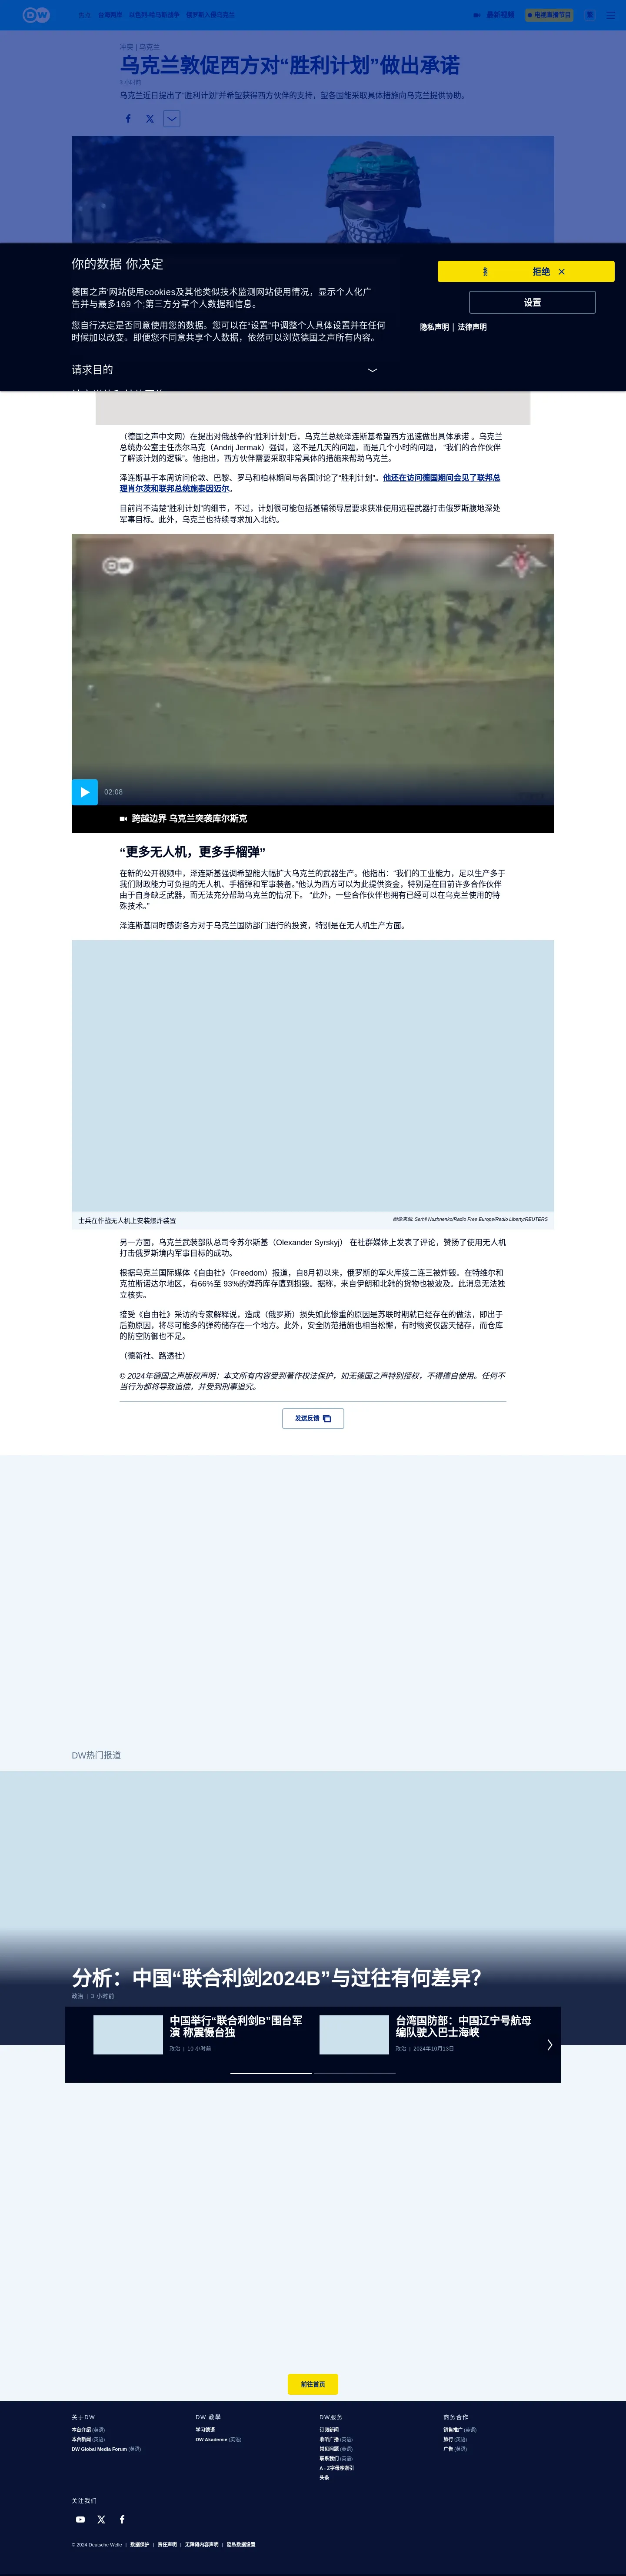 DW
焦点 台海两岸 以色列-哈马斯战争 俄罗斯入侵乌克兰
最新视频
电视直播节目
冲突 | 乌克兰
乌克兰敦促西方对“胜利计划”做出承诺
3 小时前
乌克兰近日提出了“胜利计划”并希望获得西方伙伴的支持，望各国能采取具体措施向乌克兰提供协助。
你的数据 你决定
德国之声'网站使用cookies及其他类似技术监测网站使用情况，显示个人化广
告并与最多169 个;第三方分享个人数据和信息。
您自行决定是否同意使用您的数据。您可以在“设置”中调整个人具体设置并在任何
时候加以改变。即便您不同意共享个人数据，依然可以浏览德国之声所有内容。
请求目的
拒绝
设置
隐私声明 | 法律声明
（德国之声中文网）在提出对俄战争的“胜利计划”后，乌克兰总统泽连斯基希望西方迅速做出具体承诺 。乌克兰
总统办公室主任杰尔马克（Andrij Jermak）强调，这不是几天的问题，而是几个小时的问题， “我们的合作伙伴
了解该计划的逻辑”。他指出，西方伙伴需要采取非常具体的措施来帮助乌克兰。
泽连斯基于本周访问伦敦、巴黎、罗马和柏林期间与各国讨论了“胜利计划”。他还在访问德国期间会见了联邦总
理肖尔茨和联邦总统施泰因迈尔。
目前尚不清楚“胜利计划”的细节，不过，计划很可能包括基辅领导层要求获准使用远程武器打击俄罗斯腹地深处
军事目标。此外，乌克兰也持续寻求加入北约。
DW
02:08
跨越边界 乌克兰突袭库尔斯克
“更多无人机，更多手榴弹”
在新的公开视频中，泽连斯基强调希望能大幅扩大乌克兰的武器生产。他指出：“我们的工业能力，足以生产多于
我们财政能力可负担的无人机、手榴弹和军事装备。”他认为西方可以为此提供资金，特别是在目前许多合作伙伴
由于自身缺乏武器，而无法充分帮助乌克兰的情况下。 “此外，一些合作伙伴也拥有已经可以在乌克兰使用的特
殊技术。”
泽连斯基同时感谢各方对于乌克兰国防部门进行的投资，特别是在无人机生产方面。
士兵在作战无人机上安装爆炸装置
图像来源: Serhii Nuzhnenko/Radio Free Europe/Radio Liberty/REUTERS
另一方面，乌克兰武装部队总司令苏尔斯基（Olexander Syrskyj） 在社群媒体上发表了评论，赞扬了使用无人机
打击俄罗斯境内军事目标的成功。
根据乌克兰国际媒体《自由社》（Freedom）报道，自8月初以来，俄罗斯的军火库接二连三被炸毁。在特维尔和
克拉斯诺达尔地区，有66%至 93%的弹药库存遭到损毁。据称，来自伊朗和北韩的货物也被波及。此消息无法独
立核实。
接受《自由社》采访的专家解释说，造成（俄罗斯）损失如此惨重的原因是苏联时期就已经存在的做法，即出于
后勤原因，将尽可能多的弹药储存在一个地方。此外，安全防范措施也相当松懈，有时物资仅露天储存，而仓库
的防空防御也不足。
（德新社、路透社）
© 2024年德国之声版权声明：本文所有内容受到著作权法保护，如无德国之声特别授权，不得擅自使用。任何不
当行为都将导致追偿，并受到刑事追究。
发送反馈
DW热门报道
分析：中国“联合利剑2024B”与过往有何差异？
政治 | 3 小时前
中国举行“联合利剑B”围台军
演 称震慑台独
政治 | 10 小时前
台湾国防部：中国辽宁号航母
编队驶入巴士海峡
政治 | 2024年10月13日
前往首页
关于DW
本台介绍 (英语)
本台新闻 (英语)
DW Global Media Forum (英语)
DW 教学
学习德语
DW Akademie (英语)
DW服务
订阅新闻
收听广播 (英语)
常见问题 (英语)
联系我们 (英语)
A - Z字母序索引
头条
商务合作
销售推广 (英语)
旅行 (英语)
广告 (英语)
关注我们
© 2024 Deutsche Welle | 数据保护 | 责任声明 | 无障碍内容声明 | 隐私数据设置